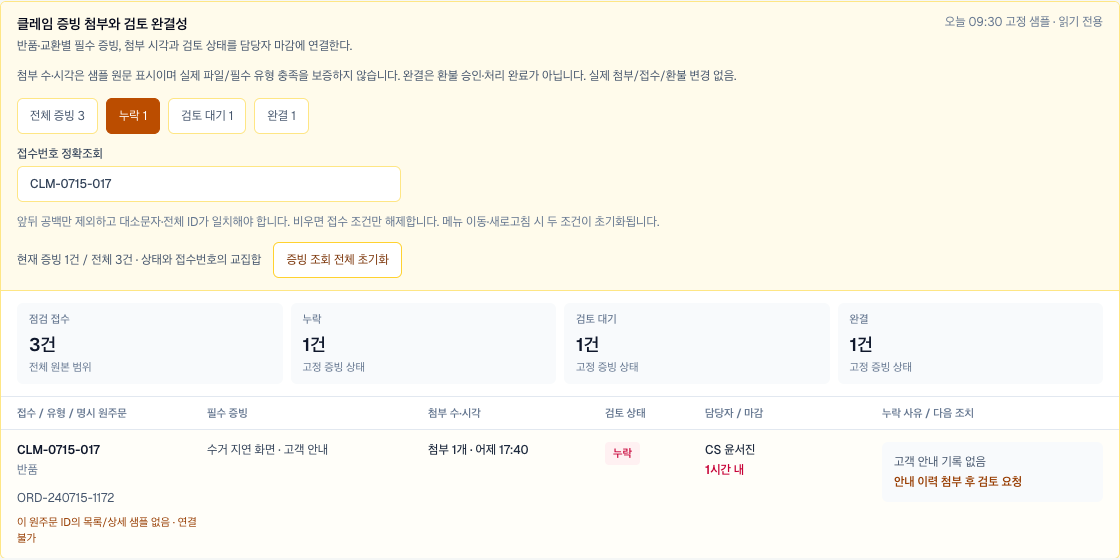 클레임 증빙 첨부와 검토 완결성
오늘 09:30 고정 샘플 · 읽기 전용
반품·교환별 필수 증빙, 첨부 시각과 검토 상태를 담당자 마감에 연결한다.
첨부 수·시각은 샘플 원문 표시이며 실제 파일/필수 유형 충족을 보증하지 않습니다. 완결은 환불 승인·처리 완료가 아닙니다. 실제 첨부/접수/환불 변경 없음.
전체 증빙 3
누락 1
검토 대기 1
완결 1
접수번호 정확조회
CLM-0715-017
앞뒤 공백만 제외하고 대소문자·전체 ID가 일치해야 합니다. 비우면 접수 조건만 해제합니다. 메뉴 이동·새로고침 시 두 조건이 초기화됩니다.
현재 증빙 1건 / 전체 3건 · 상태와 접수번호의 교집합
증빙 조회 전체 초기화
점검 접수
3건
전체 원본 범위
누락
1건
고정 증빙 상태
검토 대기
1건
고정 증빙 상태
완결
1건
고정 증빙 상태
접수 / 유형 / 명시 원주문
필수 증빙
첨부 수·시각
검토 상태
담당자 / 마감
누락 사유 / 다음 조치
CLM-0715-017
반품
ORD-240715-1172
이 원주문 ID의 목록/상세 샘플 없음 · 연결
불가
수거 지연 화면 · 고객 안내
첨부 1개 · 어제 17:40
누락
CS 윤서진
1시간 내
고객 안내 기록 없음
안내 이력 첨부 후 검토 요청